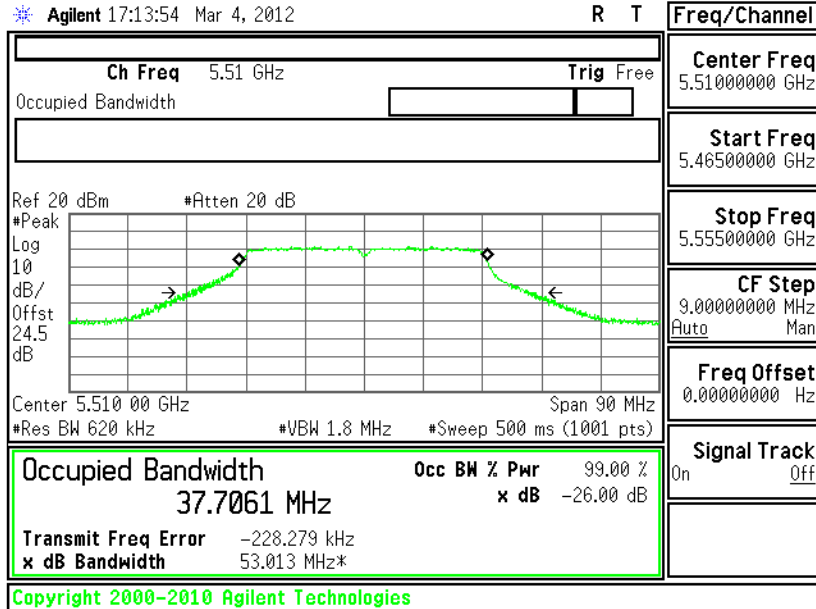 Agilent 17:13:54 Mar 4, 2012 R T
Freq/Channel
Ch Freq 5.51 GHz Trig Free
Occupied Bandwidth
Center Freq
5.51000000 GHz
Start Freq
5.46500000 GHz
Stop Freq
5.55500000 GHz
CF Step
9.00000000 MHz
Auto Man
Freq Offset
0.00000000 Hz
Signal Track
On Off
Ref 20 dBm #Atten 20 dB
#Peak
Log
10
dB/
Offst
24.5
dB
Center 5.510 00 GHz Span 90 MHz
#Res BW 620 kHz #VBW 1.8 MHz #Sweep 500 ms (1001 pts)
Occupied Bandwidth Occ BW % Pwr 99.00 %
37.7061 MHz x dB -26.00 dB
Transmit Freq Error -228.279 kHz
x dB Bandwidth 53.013 MHz*
Copyright 2000-2010 Agilent Technologies